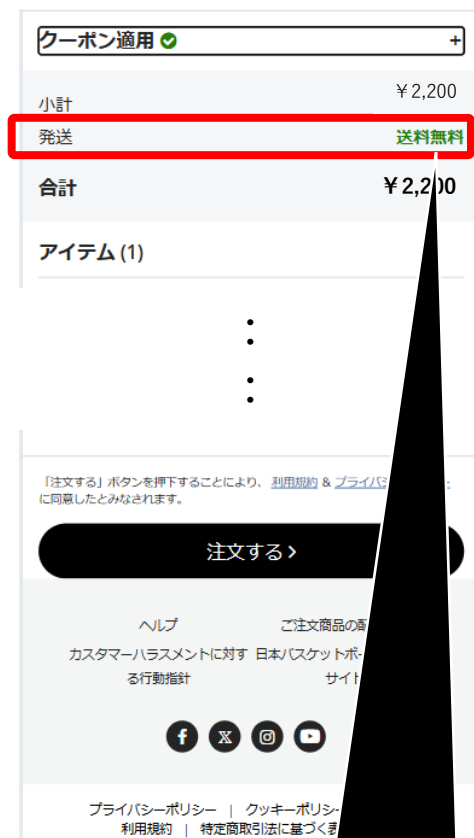 クーポン適用 +
小計 ￥2,200
発送 送料無料
合計 ￥2,200
アイテム (1)
「注文する」ボタンを押下することにより、 利用規約 & プライバ
に同意したとみなされます。
注文する
ヘルプ ご注文商品の
カスタマーハラスメントに対す 日本バスケットボ
る行動指針 サイト
プライバシーポリシー | クッキーポリシー
利用規約 | 特定商取引法に基づく